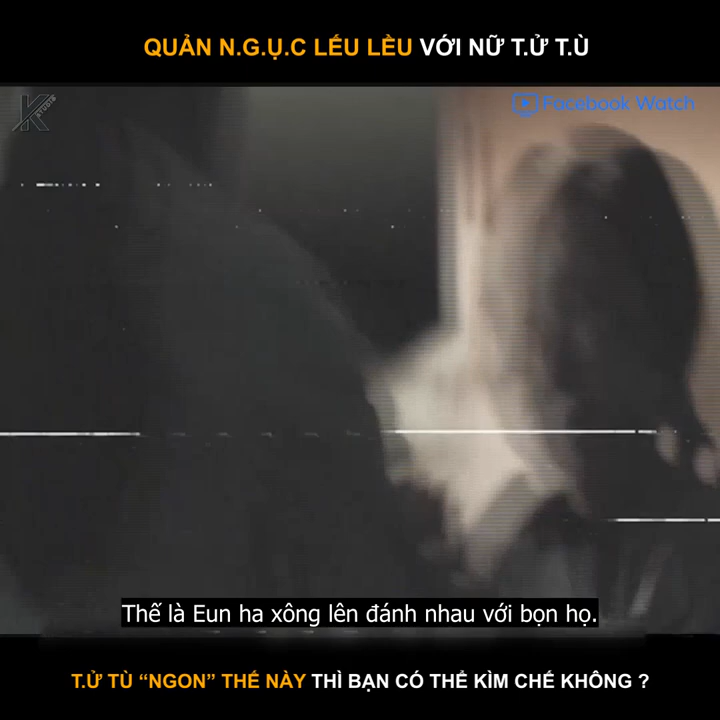 QUẢN N.G.Ụ.C LẾU LỀU VỚI NỮ T.Ử T.Ù
Facebook Watch
K STUDIO
Thế là Eun ha xông lên đánh nhau với bọn họ.
T.Ử TÙ “NGON” THẾ NÀY THÌ BẠN CÓ THỂ KÌM CHẾ KHÔNG ?